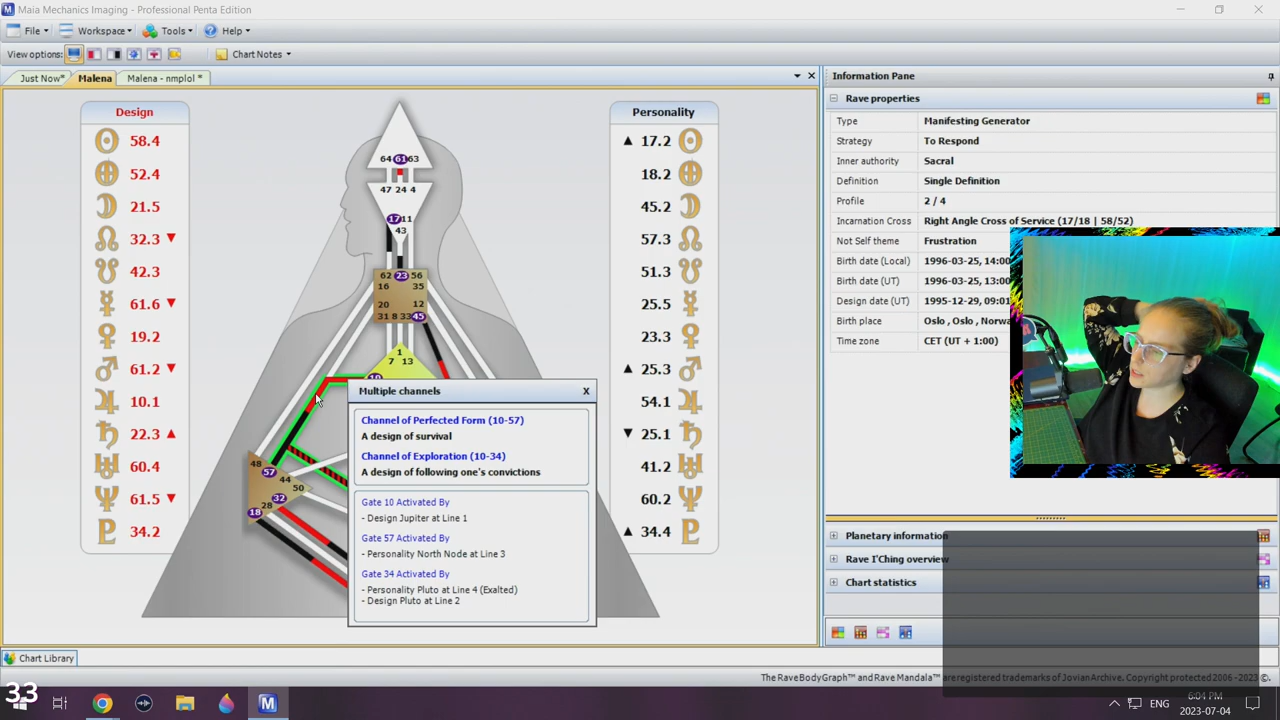 Maia Mechanics Imaging - Professional Penta Edition
File Workspace Tools Help
View options: Chart Notes
Just Now* Malena Malena - nmplol *
Information Pane
Rave properties
Type Manifesting Generator
Strategy To Respond
Inner authority Sacral
Definition Single Definition
Profile 2 / 4
Incarnation Cross Right Angle Cross of Service (17/18 | 58/52)
Not Self theme Frustration
Birth date (Local) 1996-03-25, 14:00
Birth date (UT) 1996-03-25, 13:00
Design date (UT) 1995-12-29, 09:01
Birth place Oslo , Oslo , Norwa
Time zone CET (UT + 1:00)
Design
58.4
52.4
21.5
32.3
42.3
61.6
19.2
61.2
10.1
22.3
60.4
61.5
34.2
Personality
17.2
18.2
45.2
57.3
51.3
25.5
23.3
25.3
54.1
25.1
41.2
60.2
34.4
64 61 63
47 24 4
17 11
43
62 23 56
16 35
20 12
31 8 33 45
1
7 13
10
48
57
44
50
32
28
18
Multiple channels X
Channel of Perfected Form (10-57)
A design of survival
Channel of Exploration (10-34)
A design of following one's convictions
Gate 10 Activated By
- Design Jupiter at Line 1
Gate 57 Activated By
- Personality North Node at Line 3
Gate 34 Activated By
- Personality Pluto at Line 4 (Exalted)
- Design Pluto at Line 2
Planetary information
Rave I'Ching overview
Chart statistics
Chart Library
The RaveBodyGraph™ and Rave Mandala™ are registered trademarks of JovianArchive. Copyright protected 2006 - 2023 ©.
33
ENG
6:04 PM
2023-07-04